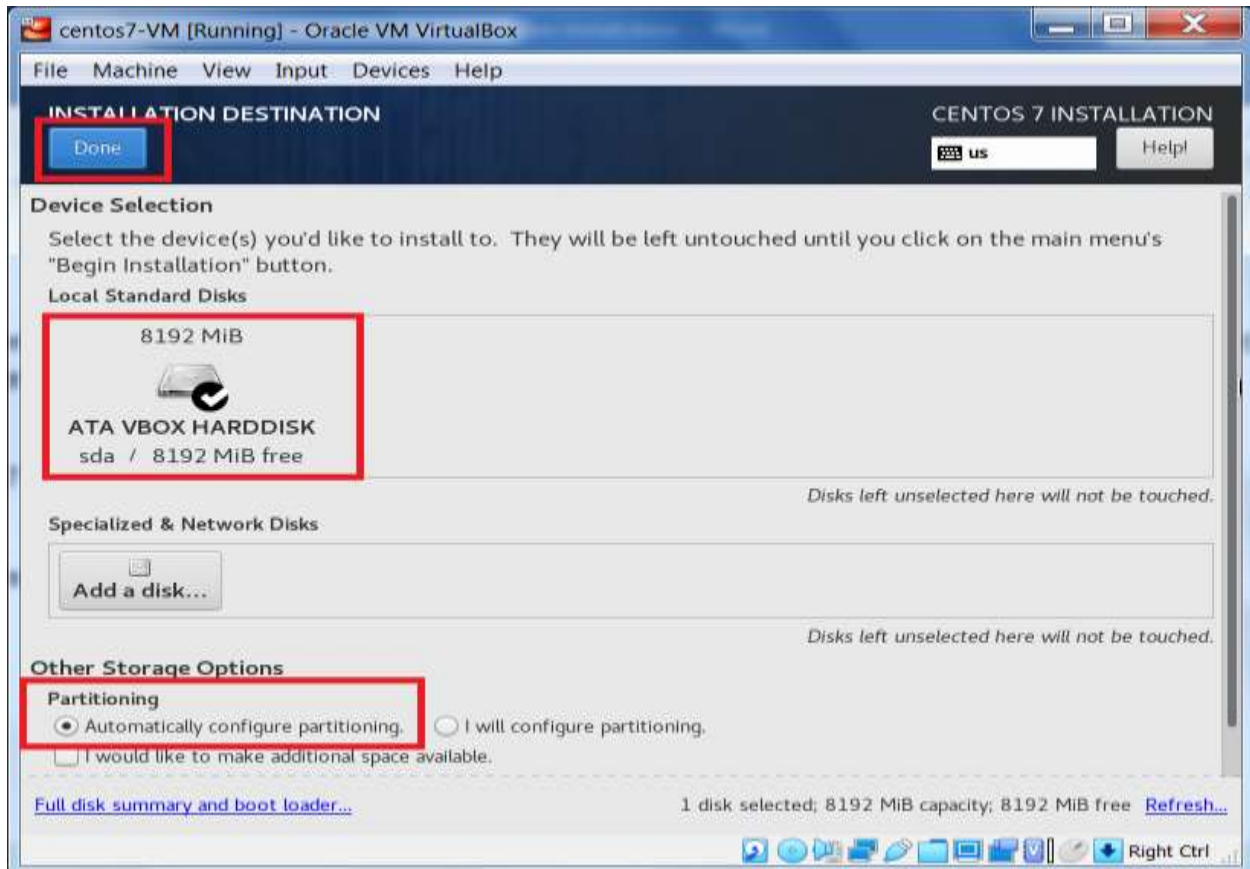 centos7-VM [Running] - Oracle VM VirtualBox
File Machine View Input Devices Help
INSTALLATION DESTINATION
CENTOS 7 INSTALLATION
Done
us
Help!
Device Selection
Select the device(s) you'd like to install to. They will be left untouched until you click on the main menu's
"Begin Installation" button.
Local Standard Disks
8192 MiB
ATA VBOX HARDDISK
sda / 8192 MiB free
Disks left unselected here will not be touched.
Specialized & Network Disks
Add a disk...
Disks left unselected here will not be touched.
Other Storage Options
Partitioning
Automatically configure partitioning. I will configure partitioning.
I would like to make additional space available.
Full disk summary and boot loader... 1 disk selected; 8192 MiB capacity; 8192 MiB free Refresh...
Right Ctrl